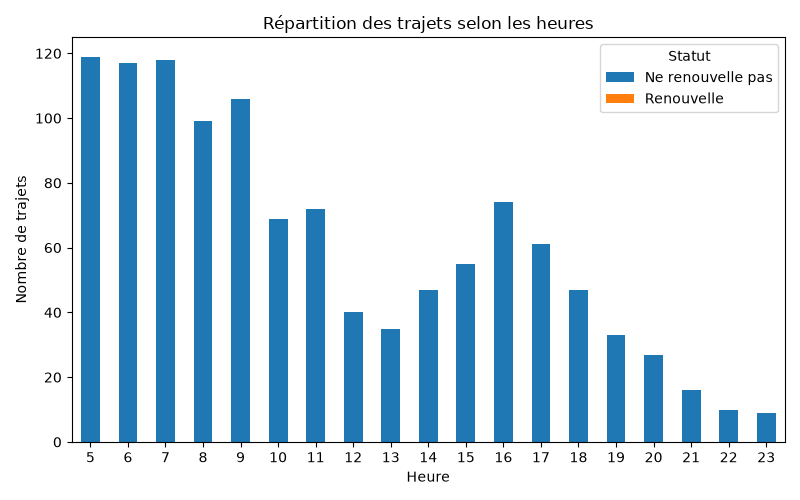 Répartition des trajets selon les heures
Statut
Ne renouvelle pas
Renouvelle
Nombre de trajets
120
100
80
60
40
20
0
5 6 7 8 9 10 11 12 13 14 15 16 17 18 19 20 21 22 23
Heure